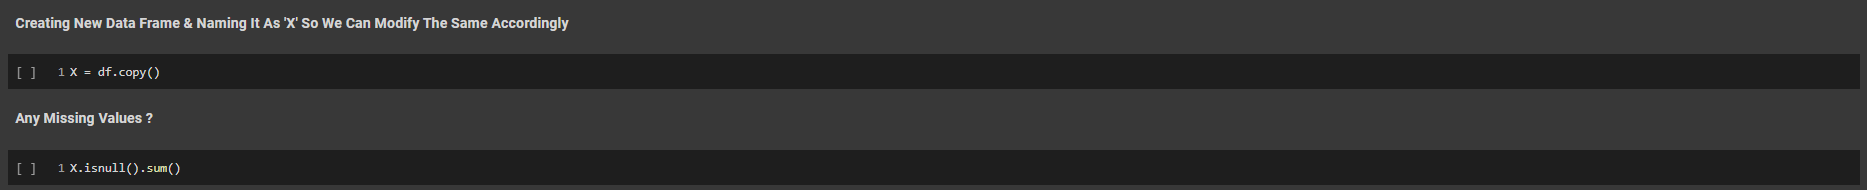 Creating New Data Frame & Naming It As 'X' So We Can Modify The Same Accordingly
[ ] 1 X = df.copy()
Any Missing Values ?
[ ] 1 X.isnull().sum()